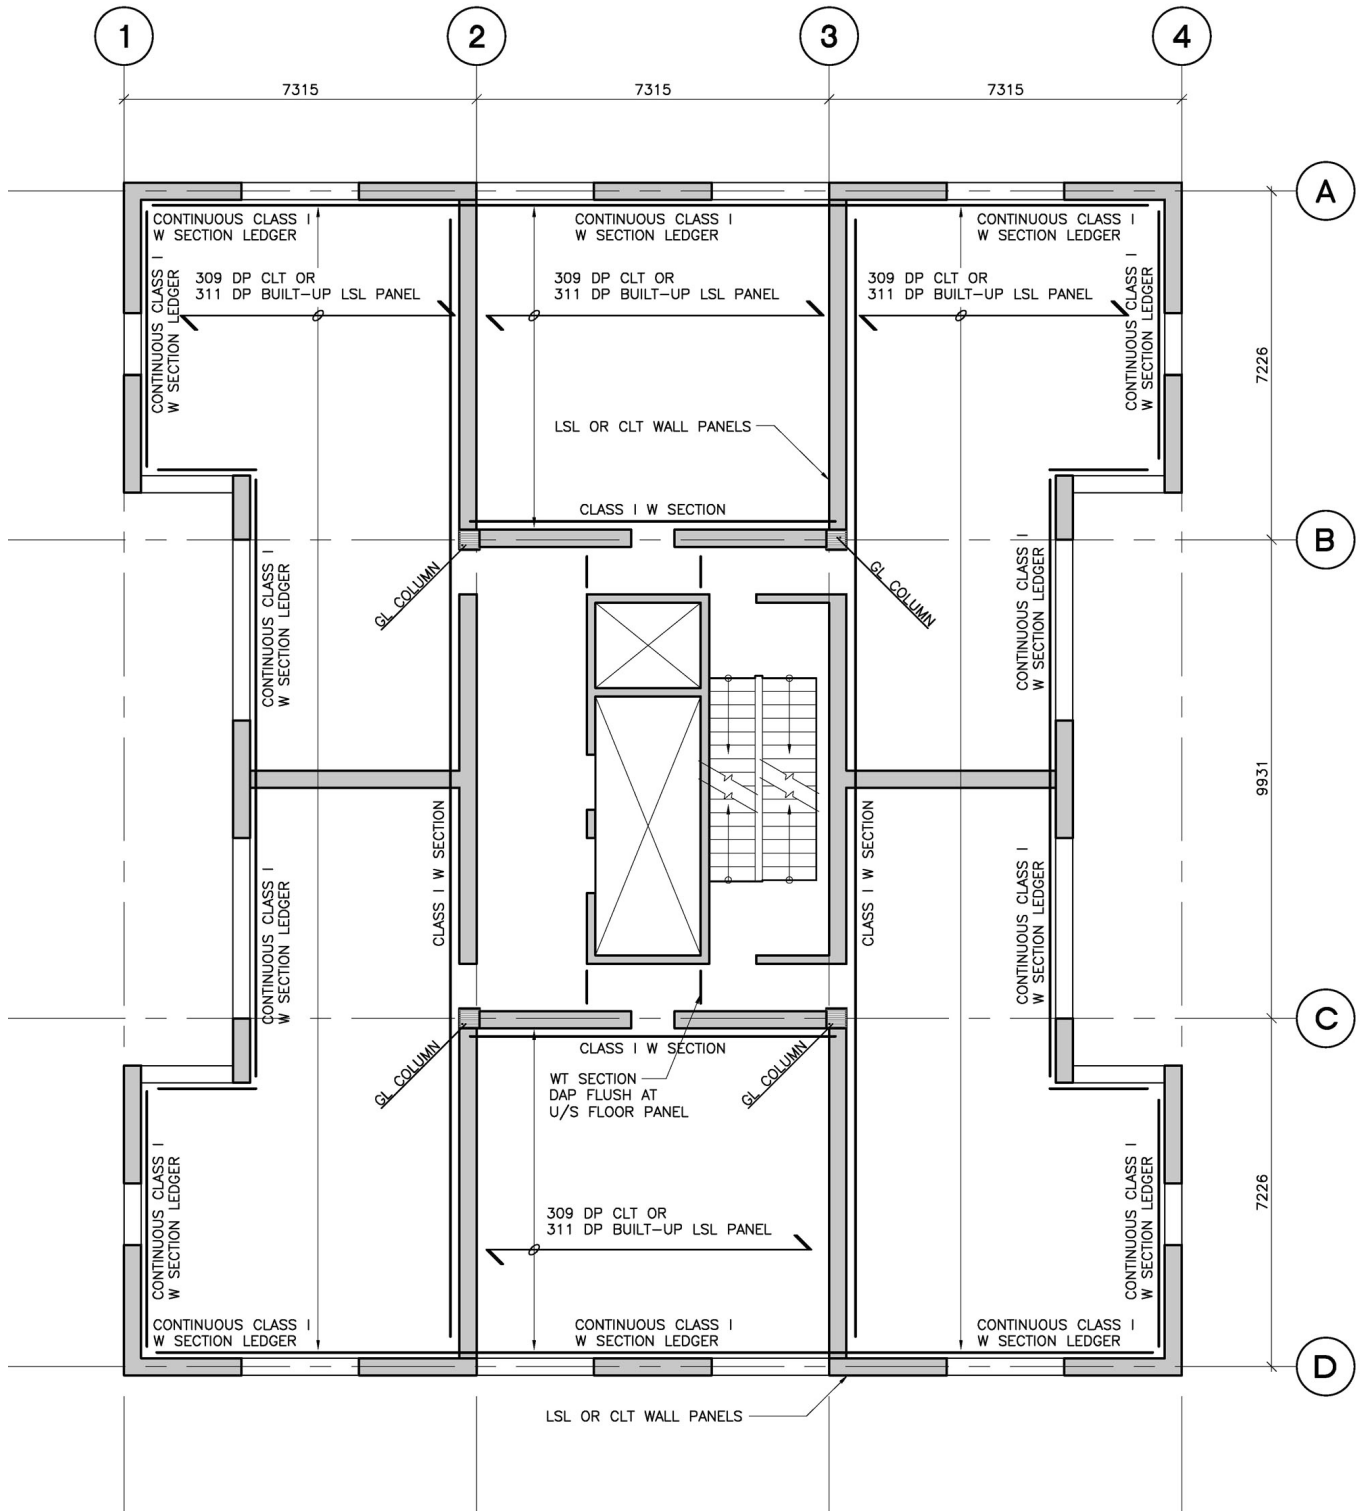 1
2
3
4
7315
7315
7315
A
CONTINUOUS CLASS I
W SECTION LEDGER
CONTINUOUS CLASS I
W SECTION LEDGER
CONTINUOUS CLASS I
W SECTION LEDGER
CONTINUOUS CLASS I
W SECTION LEDGER
309 DP CLT OR
311 DP BUILT-UP LSL PANEL
309 DP CLT OR
311 DP BUILT-UP LSL PANEL
309 DP CLT OR
311 DP BUILT-UP LSL PANEL
CONTINUOUS CLASS I
W SECTION LEDGER
7226
LSL OR CLT WALL PANELS
CLASS I W SECTION
B
GL COLUMN
GL COLUMN
CONTINUOUS CLASS I
W SECTION LEDGER
CONTINUOUS CLASS I
W SECTION LEDGER
9931
CLASS I W SECTION
CLASS I W SECTION
CONTINUOUS CLASS I
W SECTION LEDGER
CONTINUOUS CLASS I
W SECTION LEDGER
C
CLASS I W SECTION
GL COLUMN
GL COLUMN
WT SECTION
DAP FLUSH AT
U/S FLOOR PANEL
CONTINUOUS CLASS I
W SECTION LEDGER
CONTINUOUS CLASS I
W SECTION LEDGER
7226
309 DP CLT OR
311 DP BUILT-UP LSL PANEL
CONTINUOUS CLASS I
W SECTION LEDGER
CONTINUOUS CLASS I
W SECTION LEDGER
CONTINUOUS CLASS I
W SECTION LEDGER
D
LSL OR CLT WALL PANELS